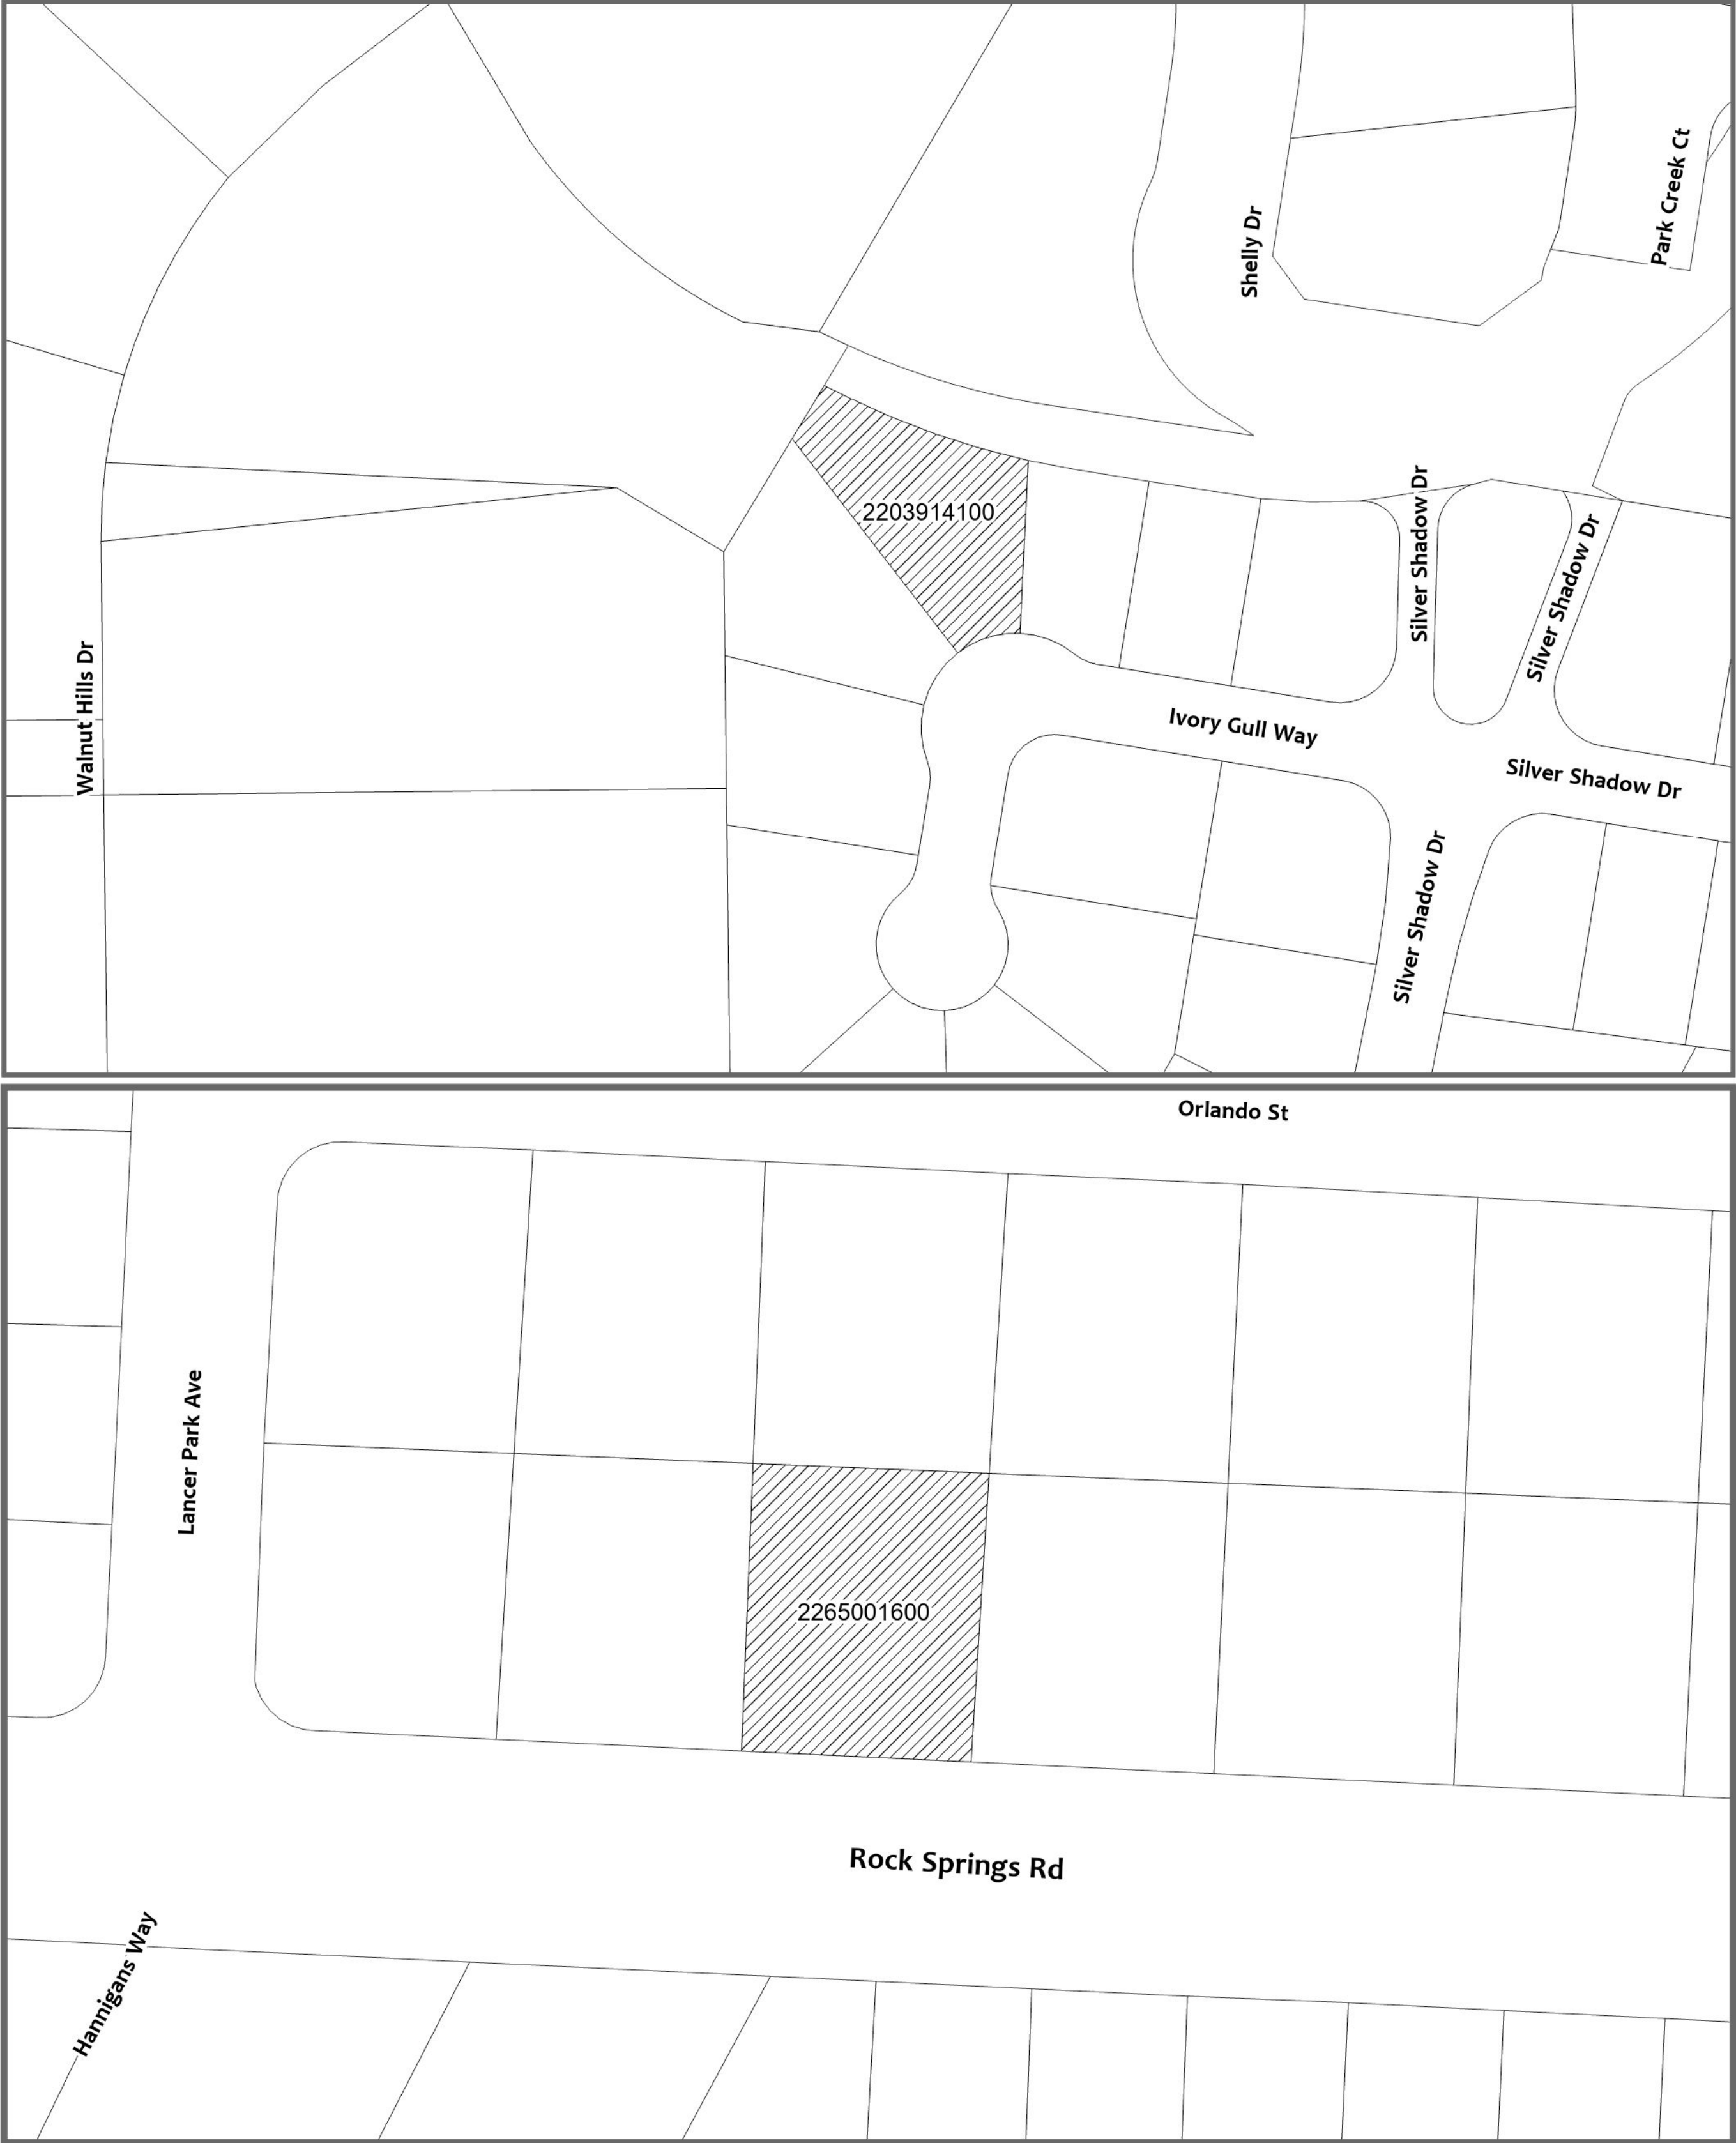 Park Creek Ct
Shelly Dr
2203914100
Silver Shadow Dr
Silver Shadow Dr
Walnut Hills Dr
Ivory Gull Way
Silver Shadow Dr
Silver Shadow Dr
Orlando St
Lancer Park Ave
2265001600
Rock Springs Rd
Hannigans Way